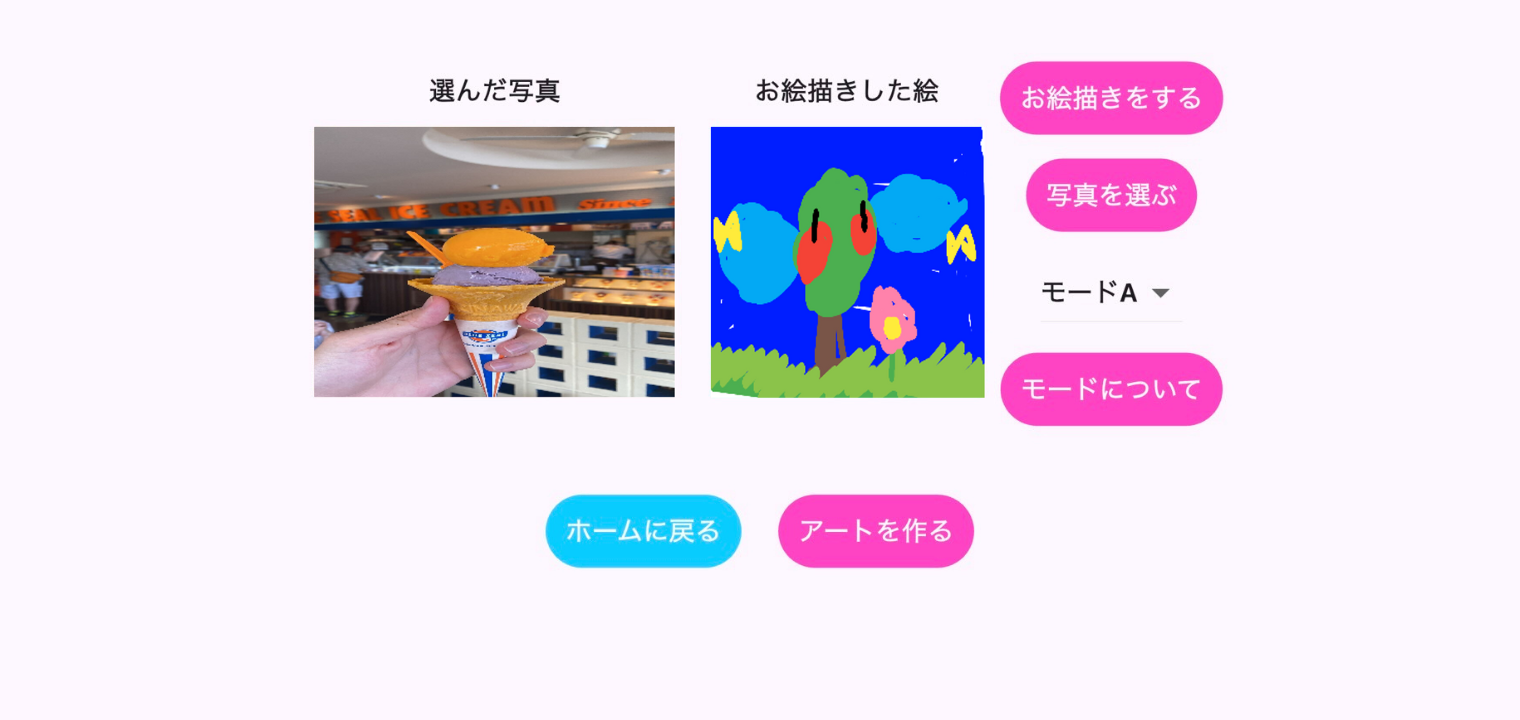 選んだ写真
お絵描きした絵
お絵描きをする
SEAL ICE CREAM Since
写真を選ぶ
モードA
モードについて
ホームに戻る
アートを作る